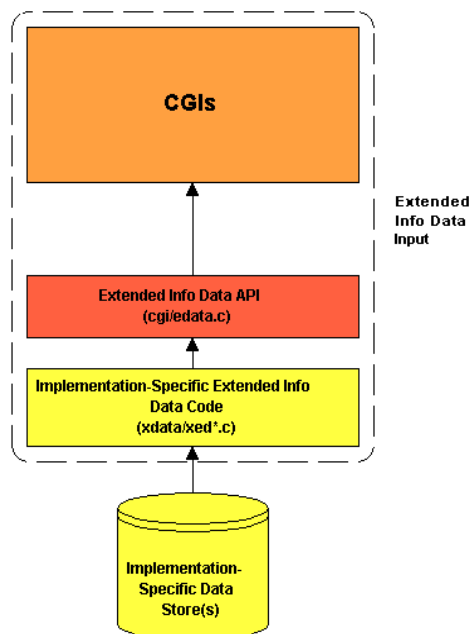 CGIs
Extended
Info Data
Input
Extended Info Data API
(cgi/edata.c)
Implementation-Specific Extended Info
Data Code
(xdata/xed*.c)
Implementation-
Specific Data
Store(s)